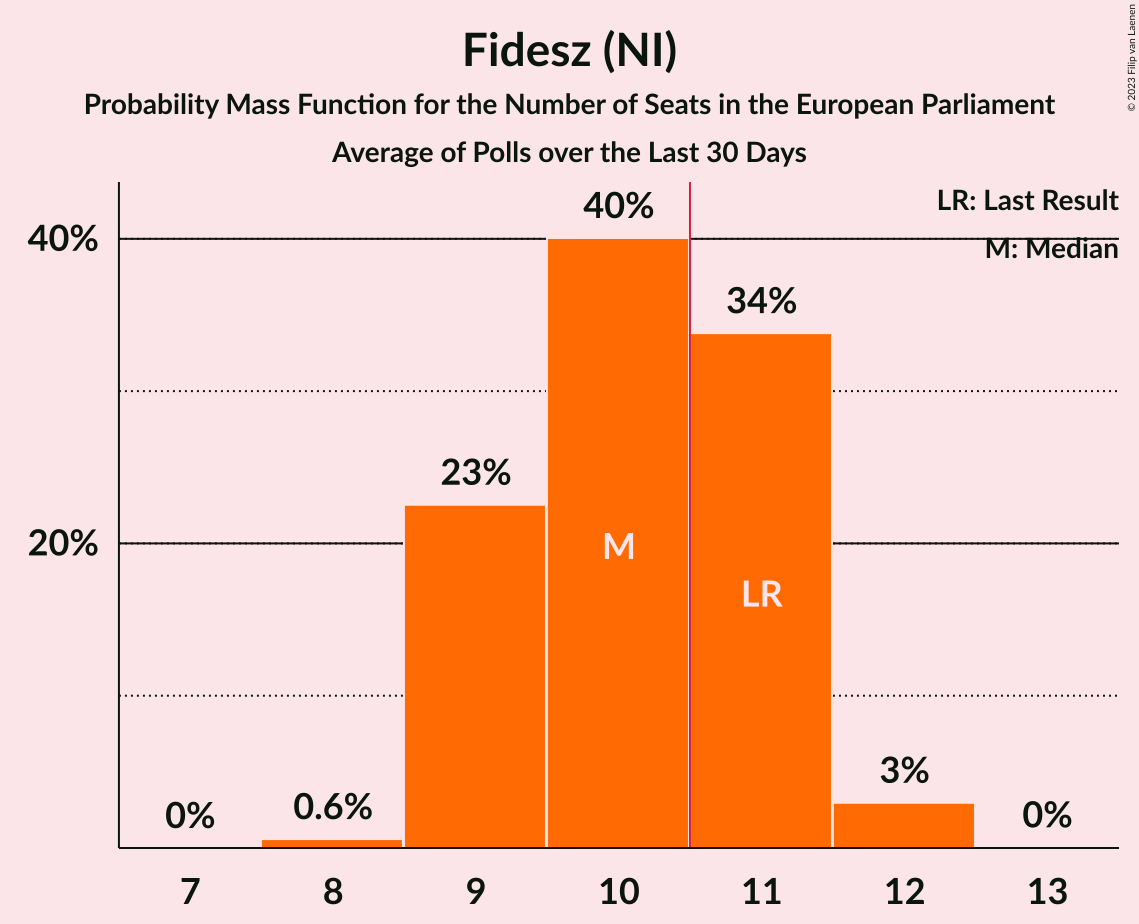 Fidesz (NI)
Probability Mass Function for the Number of Seats in the European Parliament
Average of Polls over the Last 30 Days
© 2023 Filip van Laenen
LR: Last Result
M: Median
40%
20%
0%
0.6%
23%
40%
34%
3%
0%
M
LR
7
8
9
10
11
12
13